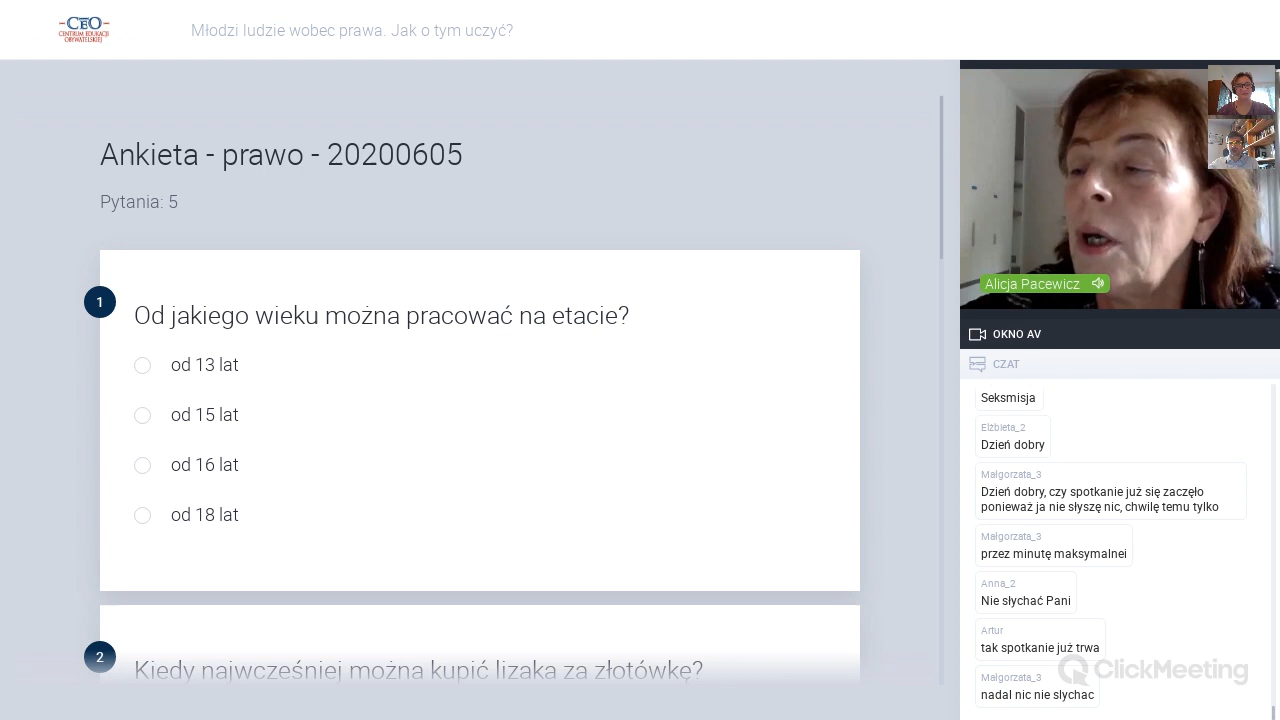 CEO
CENTRUM EDUKACJI
OBYWATELSKIEJ
Młodzi ludzie wobec prawa. Jak o tym uczyć?
Ankieta - prawo - 20200605
Pytania: 5
1
Od jakiego wieku można pracować na etacie?
od 13 lat
od 15 lat
od 16 lat
od 18 lat
2
Kiedy najwcześniej można kupić lizaka za złotówkę?
Alicja Pacewicz
OKNO AV
CZAT
Seksmisja
Elżbieta_2
Dzień dobry
Małgorzata_3
Dzień dobry, czy spotkanie już się zaczęło
ponieważ ja nie słyszę nic, chwilę temu tylko
Małgorzata_3
przez minutę maksymalnei
Anna_2
Nie słychać Pani
Artur
tak spotkanie już trwa
Małgorzata_3
nadal nic nie slychac
ClickMeeting